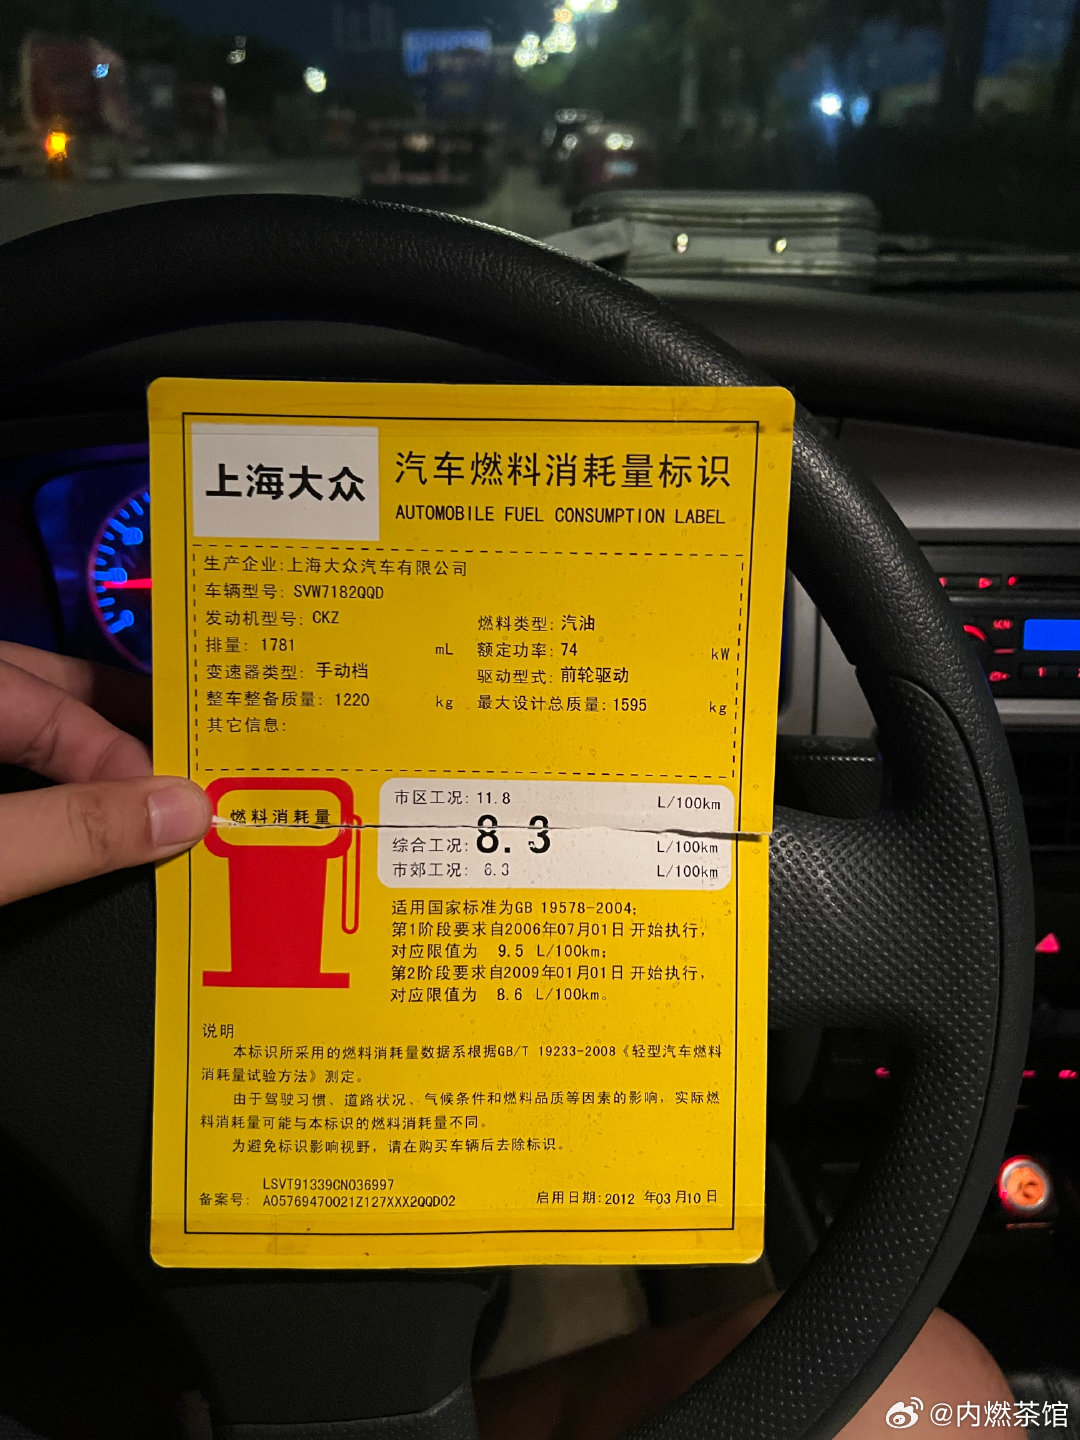 上海大众
汽车燃料消耗量标识
AUTOMOBILE FUEL CONSUMPTION LABEL
生产企业:上海大众汽车有限公司
车辆型号: SVW7182QQD
发动机型号: CKZ 燃料类型: 汽油
排量: 1781 mL 额定功率: 74 kW
变速器类型: 手动档 驱动型式: 前轮驱动
整车整备质量: 1220 kg 最大设计总质量: 1595 kg
其它信息:
燃料消耗量
市区工况: 11.8 L/100km
综合工况: 8.3 L/100km
市郊工况: 6.3 L/100km
适用国家标准为GB 19578-2004;
第1阶段要求自2006年07月01日开始执行,
对应限值为 9.5 L/100km;
第2阶段要求自2009年01月01日开始执行,
对应限值为 8.6 L/100km。
说明
本标识所采用的燃料消耗量数据系根据GB/T 19233-2008《轻型汽车燃料
消耗量试验方法》测定。
由于驾驶习惯、道路状况、气候条件和燃料品质等因素的影响,实际燃
料消耗量可能与本标识的燃料消耗量不同。
为避免标识影响视野,请在购买车辆后去除标识。
LSVT91339CN036997
备案号: A05769470021Z127XXX2QQD02 启用日期:2012 年03月10日
SCN
@内燃茶馆